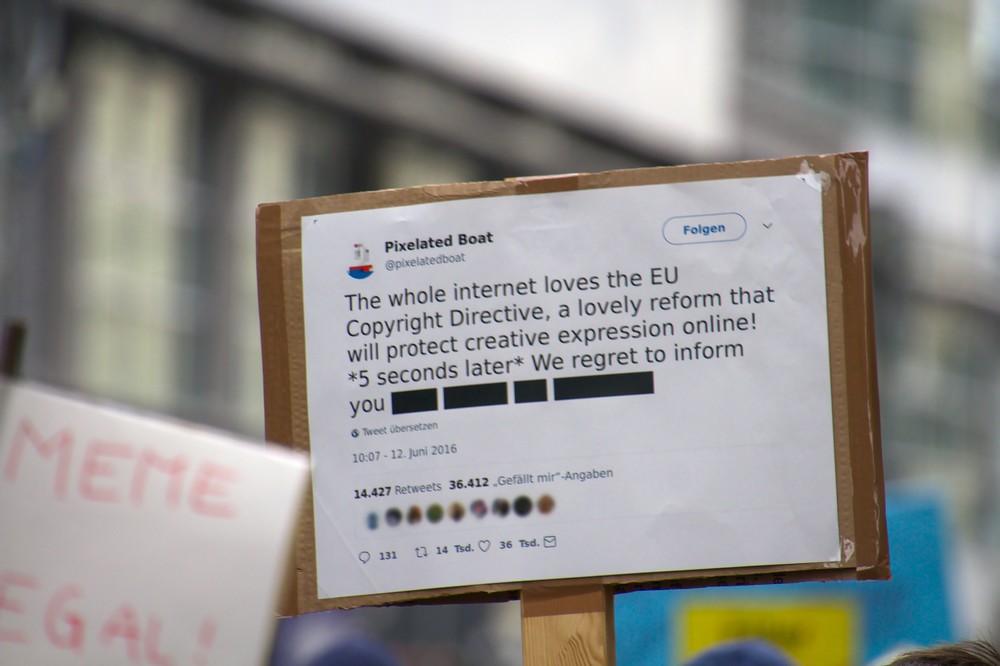 Pixelated Boat
@pixelatedboat
Folgen
The whole internet loves the EU
Copyright Directive, a lovely reform that
will protect creative expression online!
*5 seconds later* We regret to inform
you
Tweet übersetzen
10:07 - 12. Juni 2016
14.427 Retweets 36.412 „Gefällt mir“-Angaben
131 14 Tsd. 36 Tsd.
MEME
EGAL!